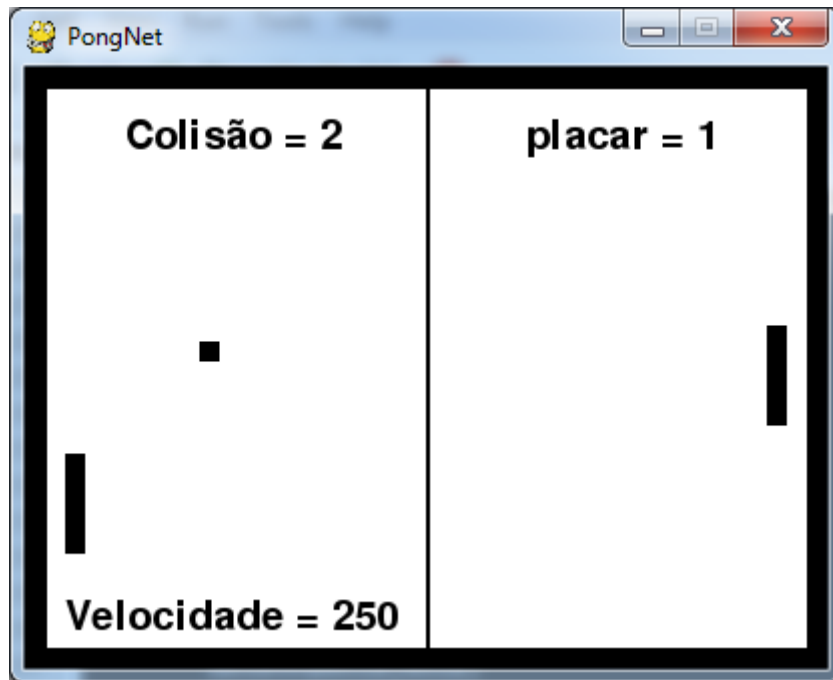 PongNet
Colisão = 2
placar = 1
Velocidade = 250